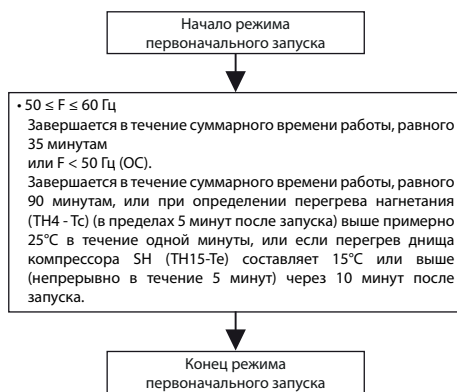 Начало режима
первоначального запуска
• 50 ≤ F ≤ 60 Гц
Завершается в течение суммарного времени работы, равного
35 минутам
или F < 50 Гц (OC).
Завершается в течение суммарного времени работы, равного
90 минутам, или при определении перегрева нагнетания
(TH4 - Tc) (в пределах 5 минут после запуска) выше примерно
25°C в течение одной минуты, или если перегрев днища
компрессора SH (TH15-Te) составляет 15°C или выше
(непрерывно в течение 5 минут) через 10 минут после
запуска.
Конец режима
первоначального запуска